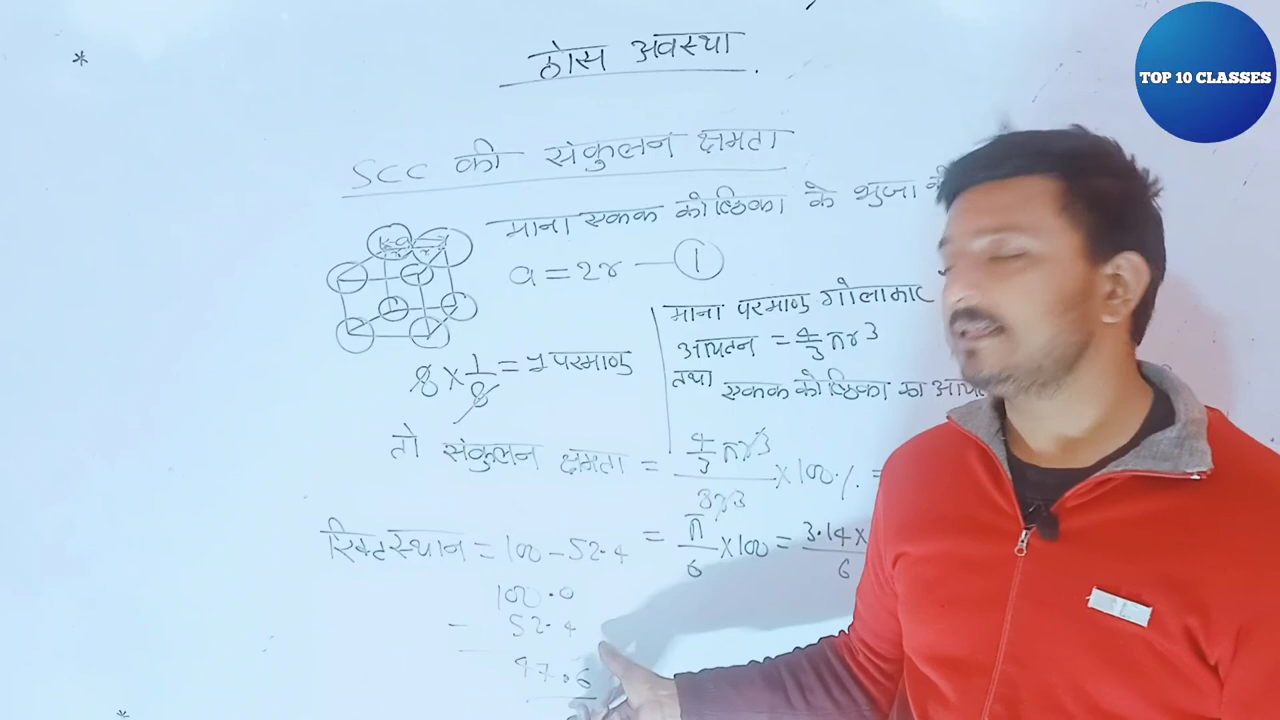 TOP 10 CLASSES
* ठोस अवस्था
SCC की संकुलन क्षमता
माना एकक कोष्ठिका के भुजा
a = 2r — 1
8 × 1/8 = 1 परमाणु
माना परमाणु गोलाकार
आयतन = 4/3 πr3
तथा एकक कोष्ठिका का
तो संकुलन क्षमता = 4/3 πr3 / 8r3 × 100 % =
रिक्त स्थान = 100 - 52.4
= π/6 × 100 = 3.14 × / 6
100.0
- 52.4
47.6
*